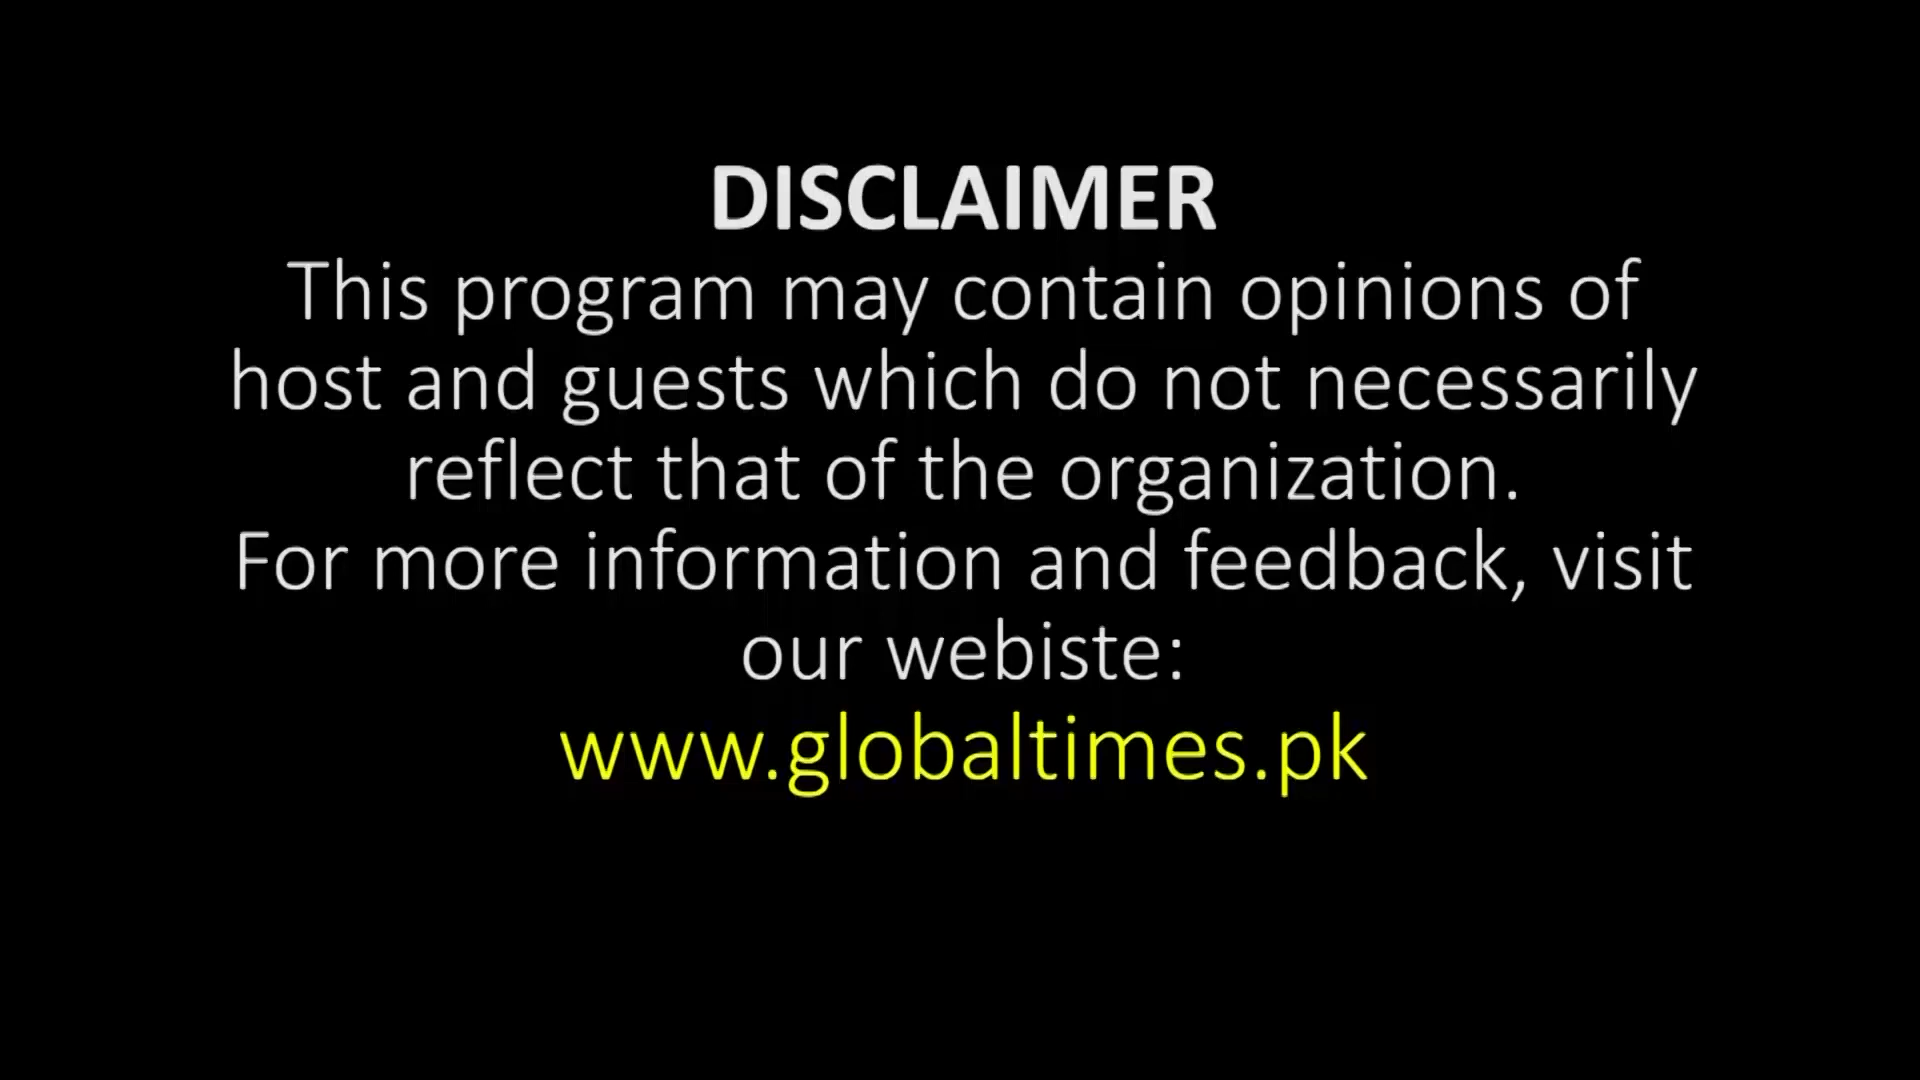 DISCLAIMER
This program may contain opinions of
host and guests which do not necessarily
reflect that of the organization.
For more information and feedback, visit
our webiste:
www.globaltimes.pk